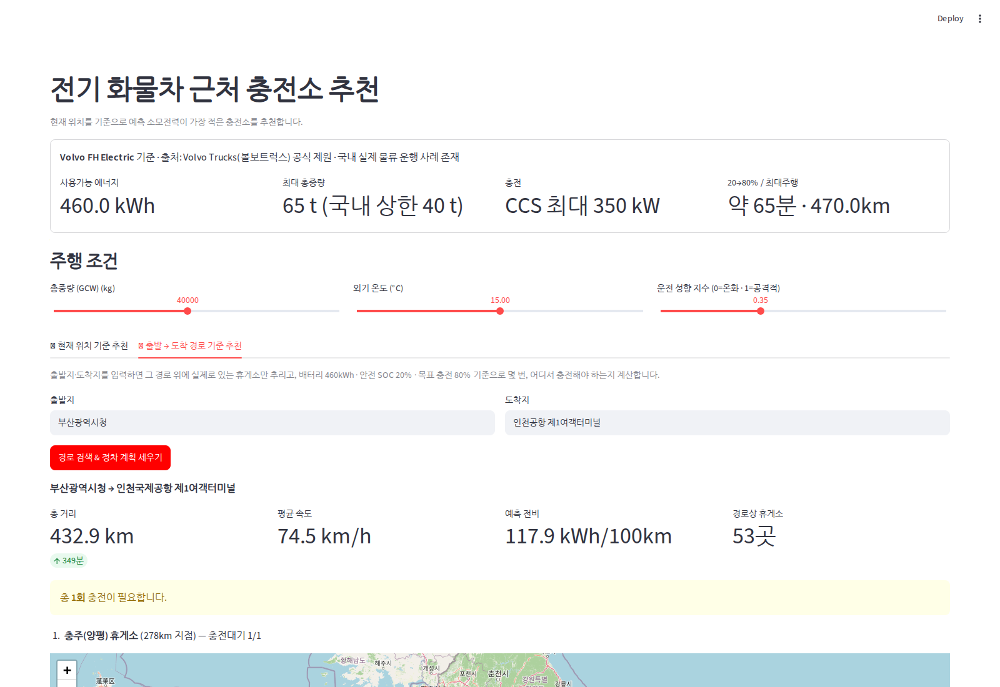 Deploy
전기 화물차 근처 충전소 추천
현재 위치를 기준으로 예측 소모전력이 가장 적은 충전소를 추천합니다.
Volvo FH Electric 기준 · 출처: Volvo Trucks(볼보트럭스) 공식 제원 · 국내 실제 물류 운행 사례 존재
사용가능 에너지
460.0 kWh
최대 총중량
65 t (국내 상한 40 t)
충전
CCS 최대 350 kW
20→80% / 최대주행
약 65분 · 470.0km
주행 조건
총중량 (GCW) (kg)
40000
외기 온도 (°C)
15.00
운전 성향 지수 (0=온화 · 1=공격적)
0.35
현재 위치 기준 추천
출발 → 도착 경로 기준 추천
출발지·도착지를 입력하면 그 경로 위에 실제로 있는 휴게소만 추리고, 배터리 460kWh · 안전 SOC 20% · 목표 충전 80% 기준으로 몇 번, 어디서 충전해야 하는지 계산합니다.
출발지
부산광역시청
도착지
인천공항 제1여객터미널
경로 검색 & 정차 계획 세우기
부산광역시청 → 인천국제공항 제1여객터미널
총 거리
432.9 km
↑ 349분
평균 속도
74.5 km/h
예측 전비
117.9 kWh/100km
경로상 휴게소
53곳
총 1회 충전이 필요합니다.
1. 충주(양평) 휴게소 (278km 지점) — 충전대기 1/1
+
황해남도
해주시
개성시
포천시
춘천시
강원특별
강릉시
蓬莱区